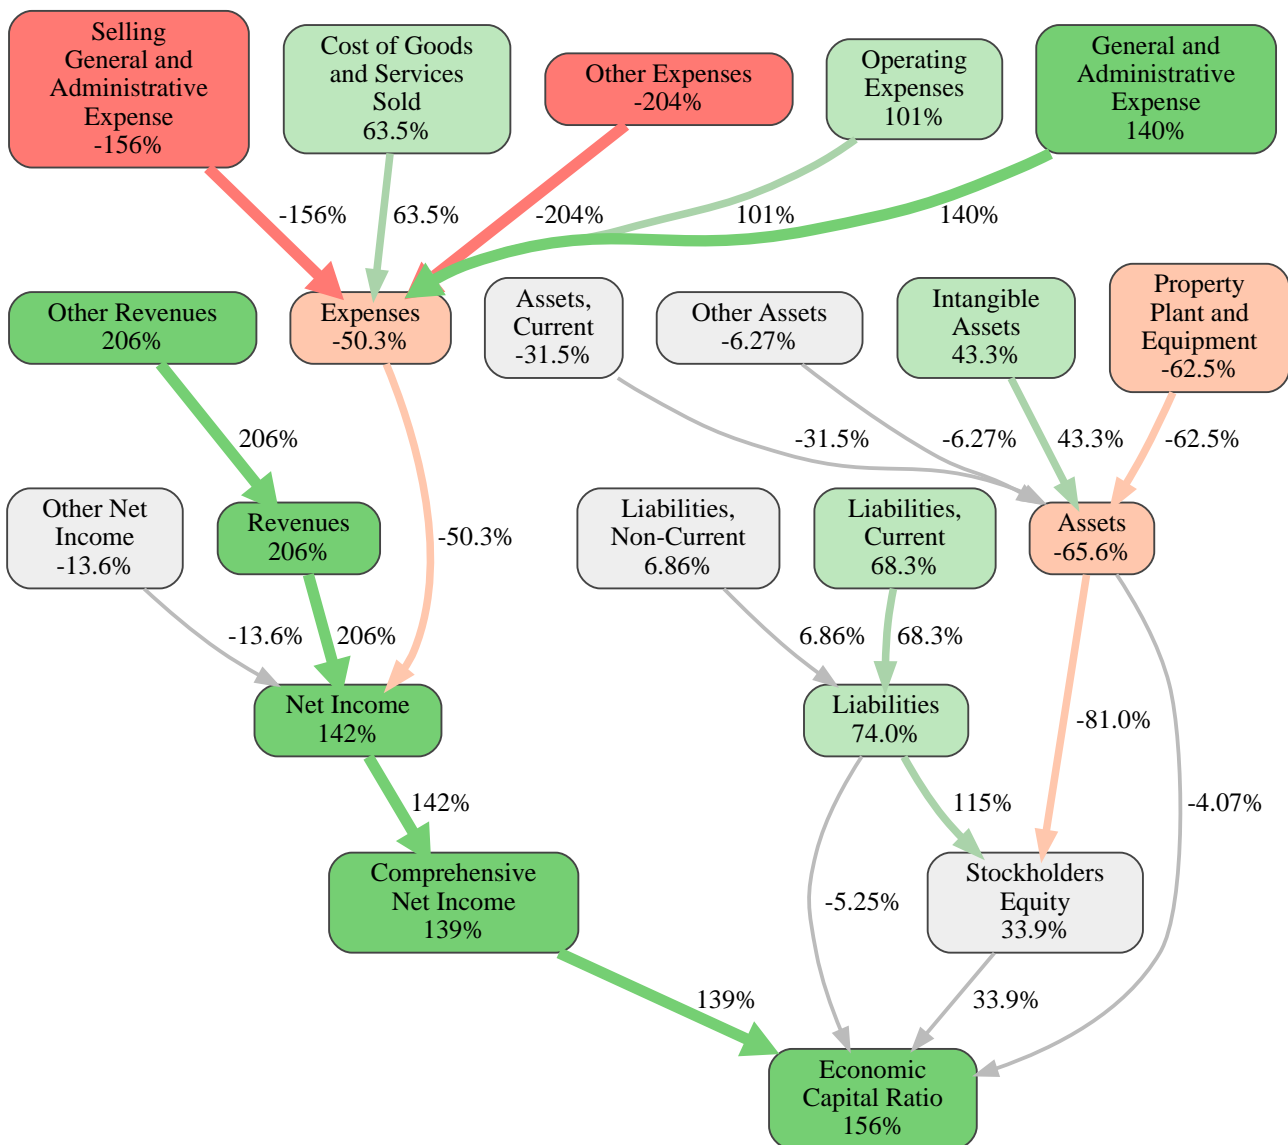 Selling
General and
Administrative
Expense
-156%
Cost of Goods
and Services
Sold
63.5%
Other Expenses
-204%
Operating
Expenses
101%
General and
Administrative
Expense
140%
-156%
63.5%
-204%
101%
140%
Other Revenues
206%
Expenses
-50.3%
Assets,
Current
-31.5%
Other Assets
-6.27%
Intangible
Assets
43.3%
Property
Plant and
Equipment
-62.5%
206%
-31.5%
-6.27%
43.3%
-62.5%
Other Net
Income
-13.6%
Revenues
206%
-50.3%
Liabilities,
Non-Current
6.86%
Liabilities,
Current
68.3%
Assets
-65.6%
-13.6%
206%
6.86%
68.3%
Net Income
142%
Liabilities
74.0%
-81.0%
142%
115%
-4.07%
Comprehensive
Net Income
139%
-5.25%
Stockholders
Equity
33.9%
139%
33.9%
Economic
Capital Ratio
156%